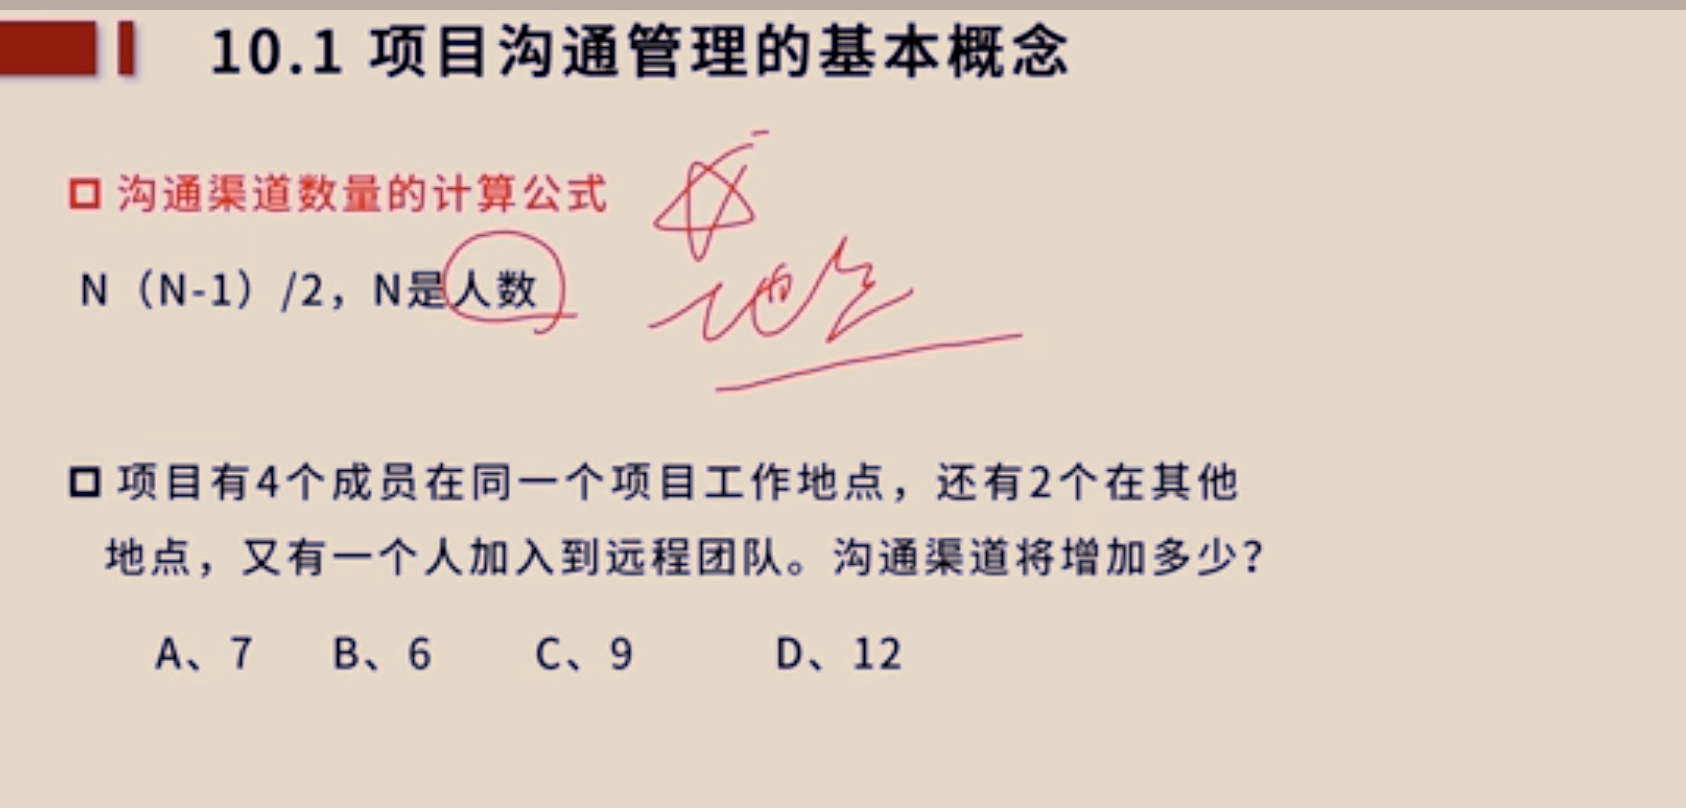 10.1 项目沟通管理的基本概念
沟通渠道数量的计算公式
N（N-1）/2，N是人数
地点
项目有4个成员在同一个项目工作地点，还有2个在其他
地点，又有一个人加入到远程团队。沟通渠道将增加多少？
A、7 B、6 C、9 D、12